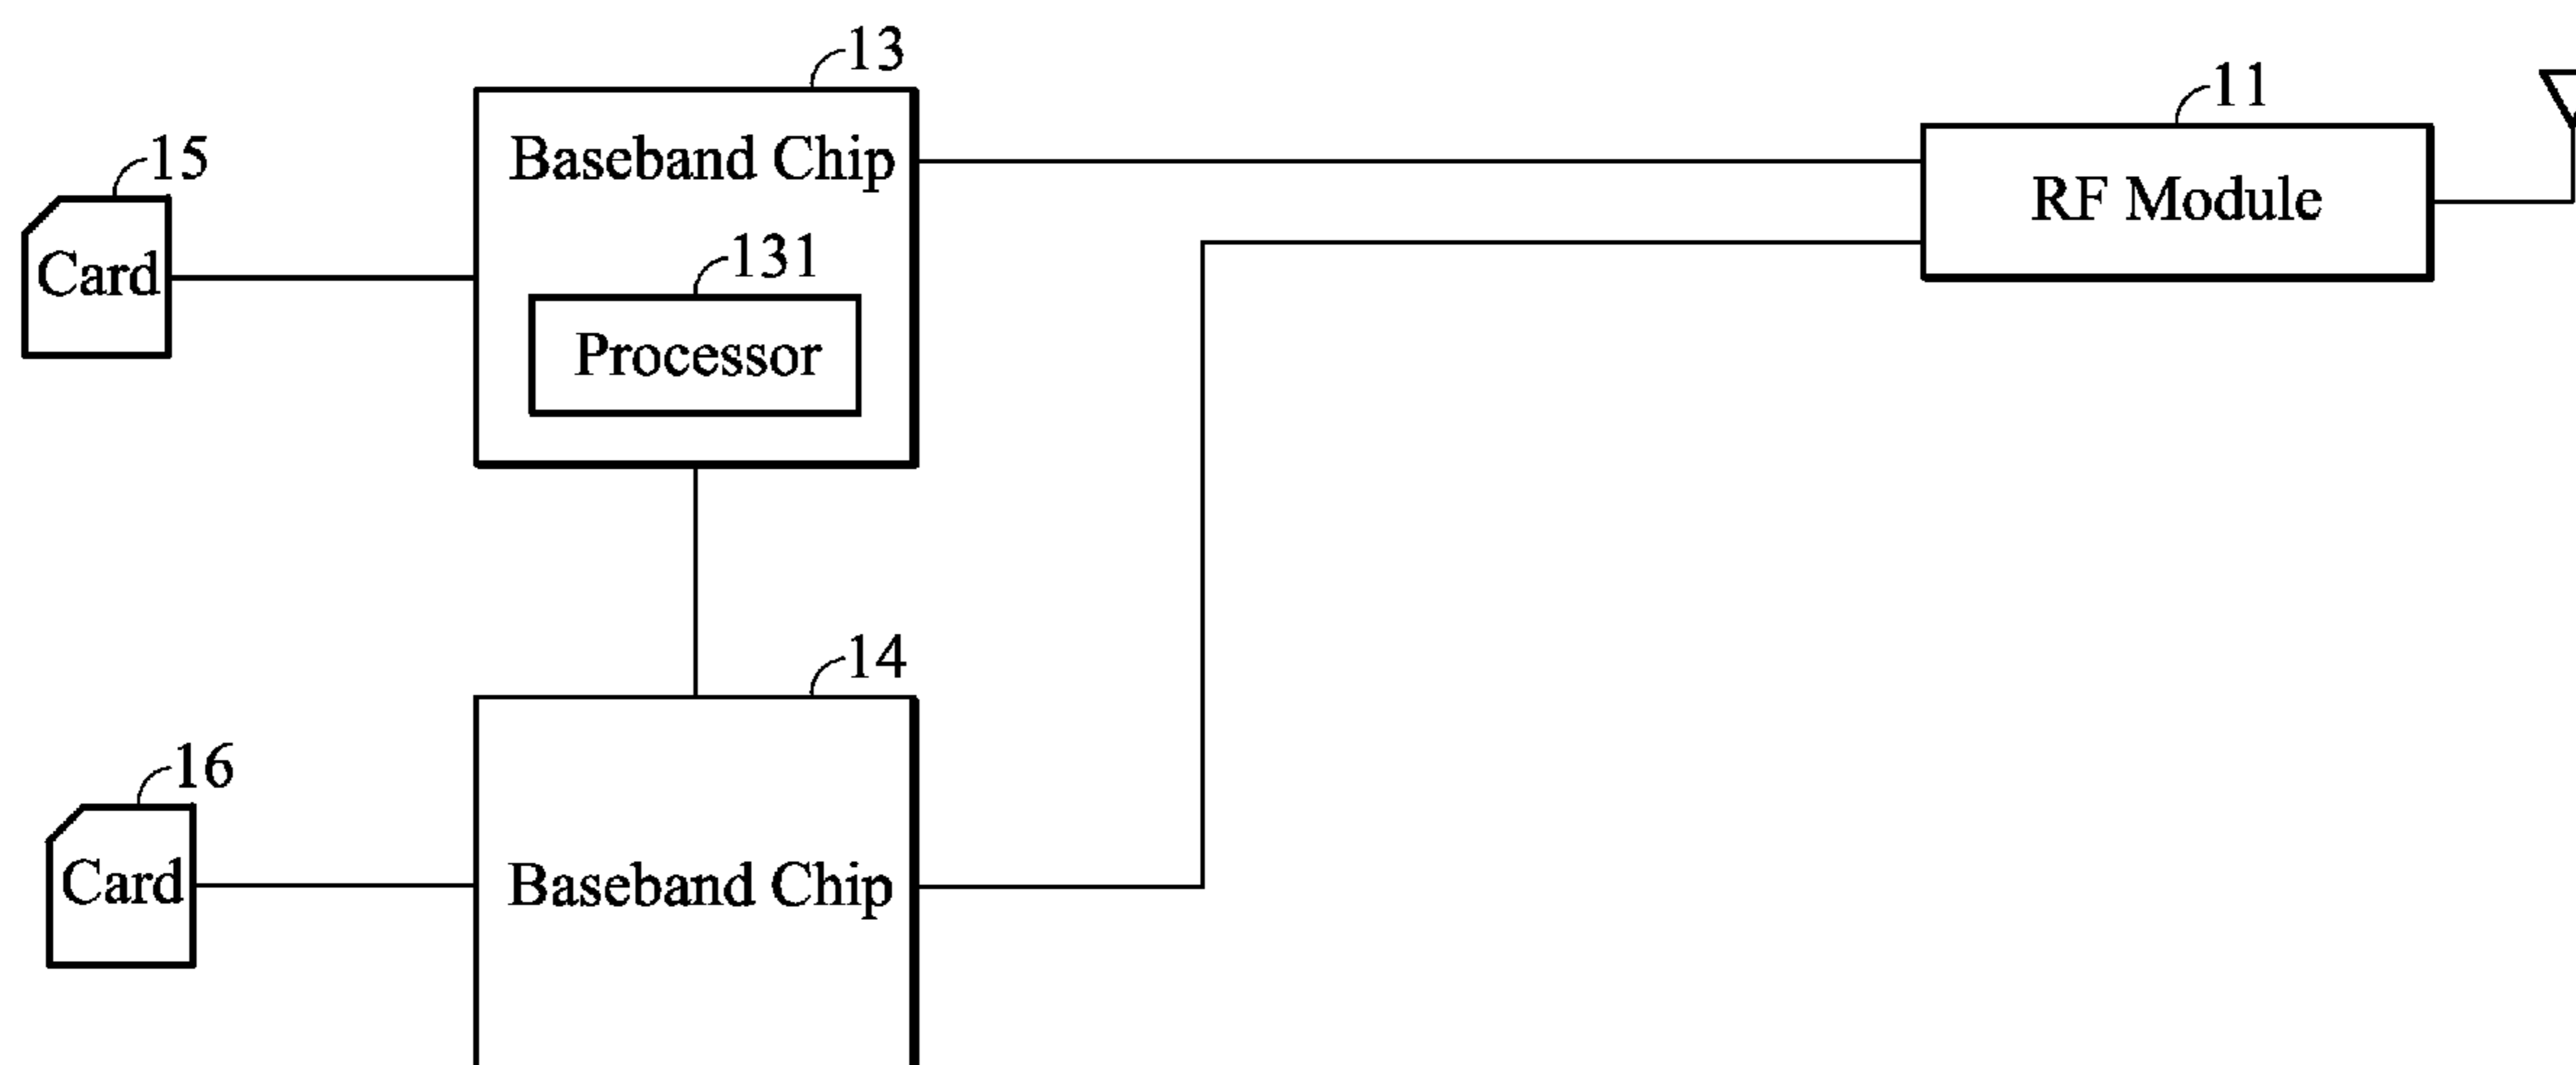 13
11
15
Baseband Chip
RF Module
131
Card
Processor
14
16
Card
Baseband Chip